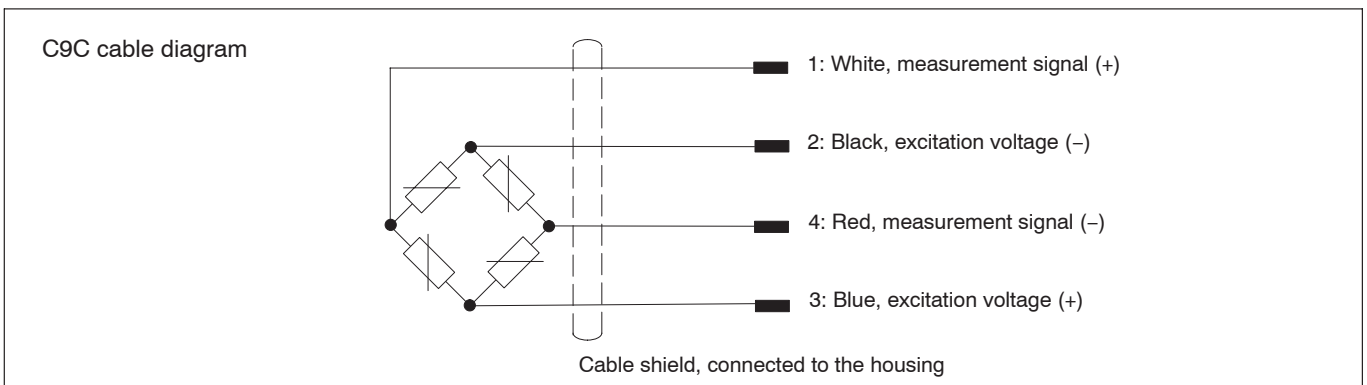 C9C cable diagram
1: White, measurement signal (+)
2: Black, excitation voltage (−)
4: Red, measurement signal (−)
3: Blue, excitation voltage (+)
Cable shield, connected to the housing